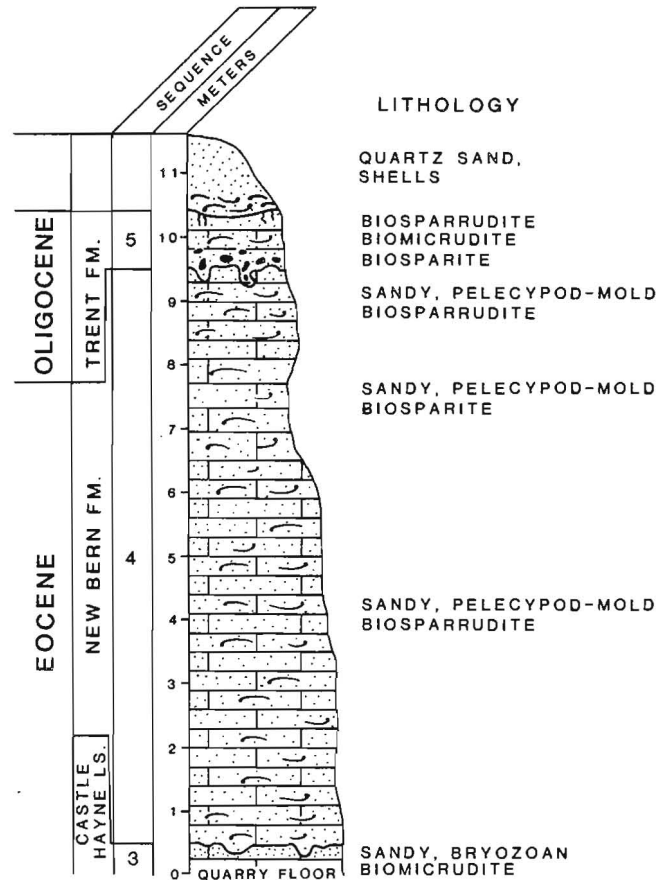 SEQUENCE
METERS
LITHOLOGY
QUARTZ SAND,
SHELLS
11
OLIGOCENE
TRENT FM.
5
10
BIOSPARRUDITE
BIOMICRUDITE
BIOSPARITE
9
SANDY, PELECYPOD-MOLD
BIOSPARRUDITE
8
SANDY, PELECYPOD-MOLD
BIOSPARITE
7
6
EOCENE
NEW BERN FM.
4
5
4
SANDY, PELECYPOD-MOLD
BIOSPARRUDITE
3
2
CASTLE
HAYNE LS.
1
3
0
QUARRY FLOOR
SANDY, BRYOZOAN
BIOMICRUDITE